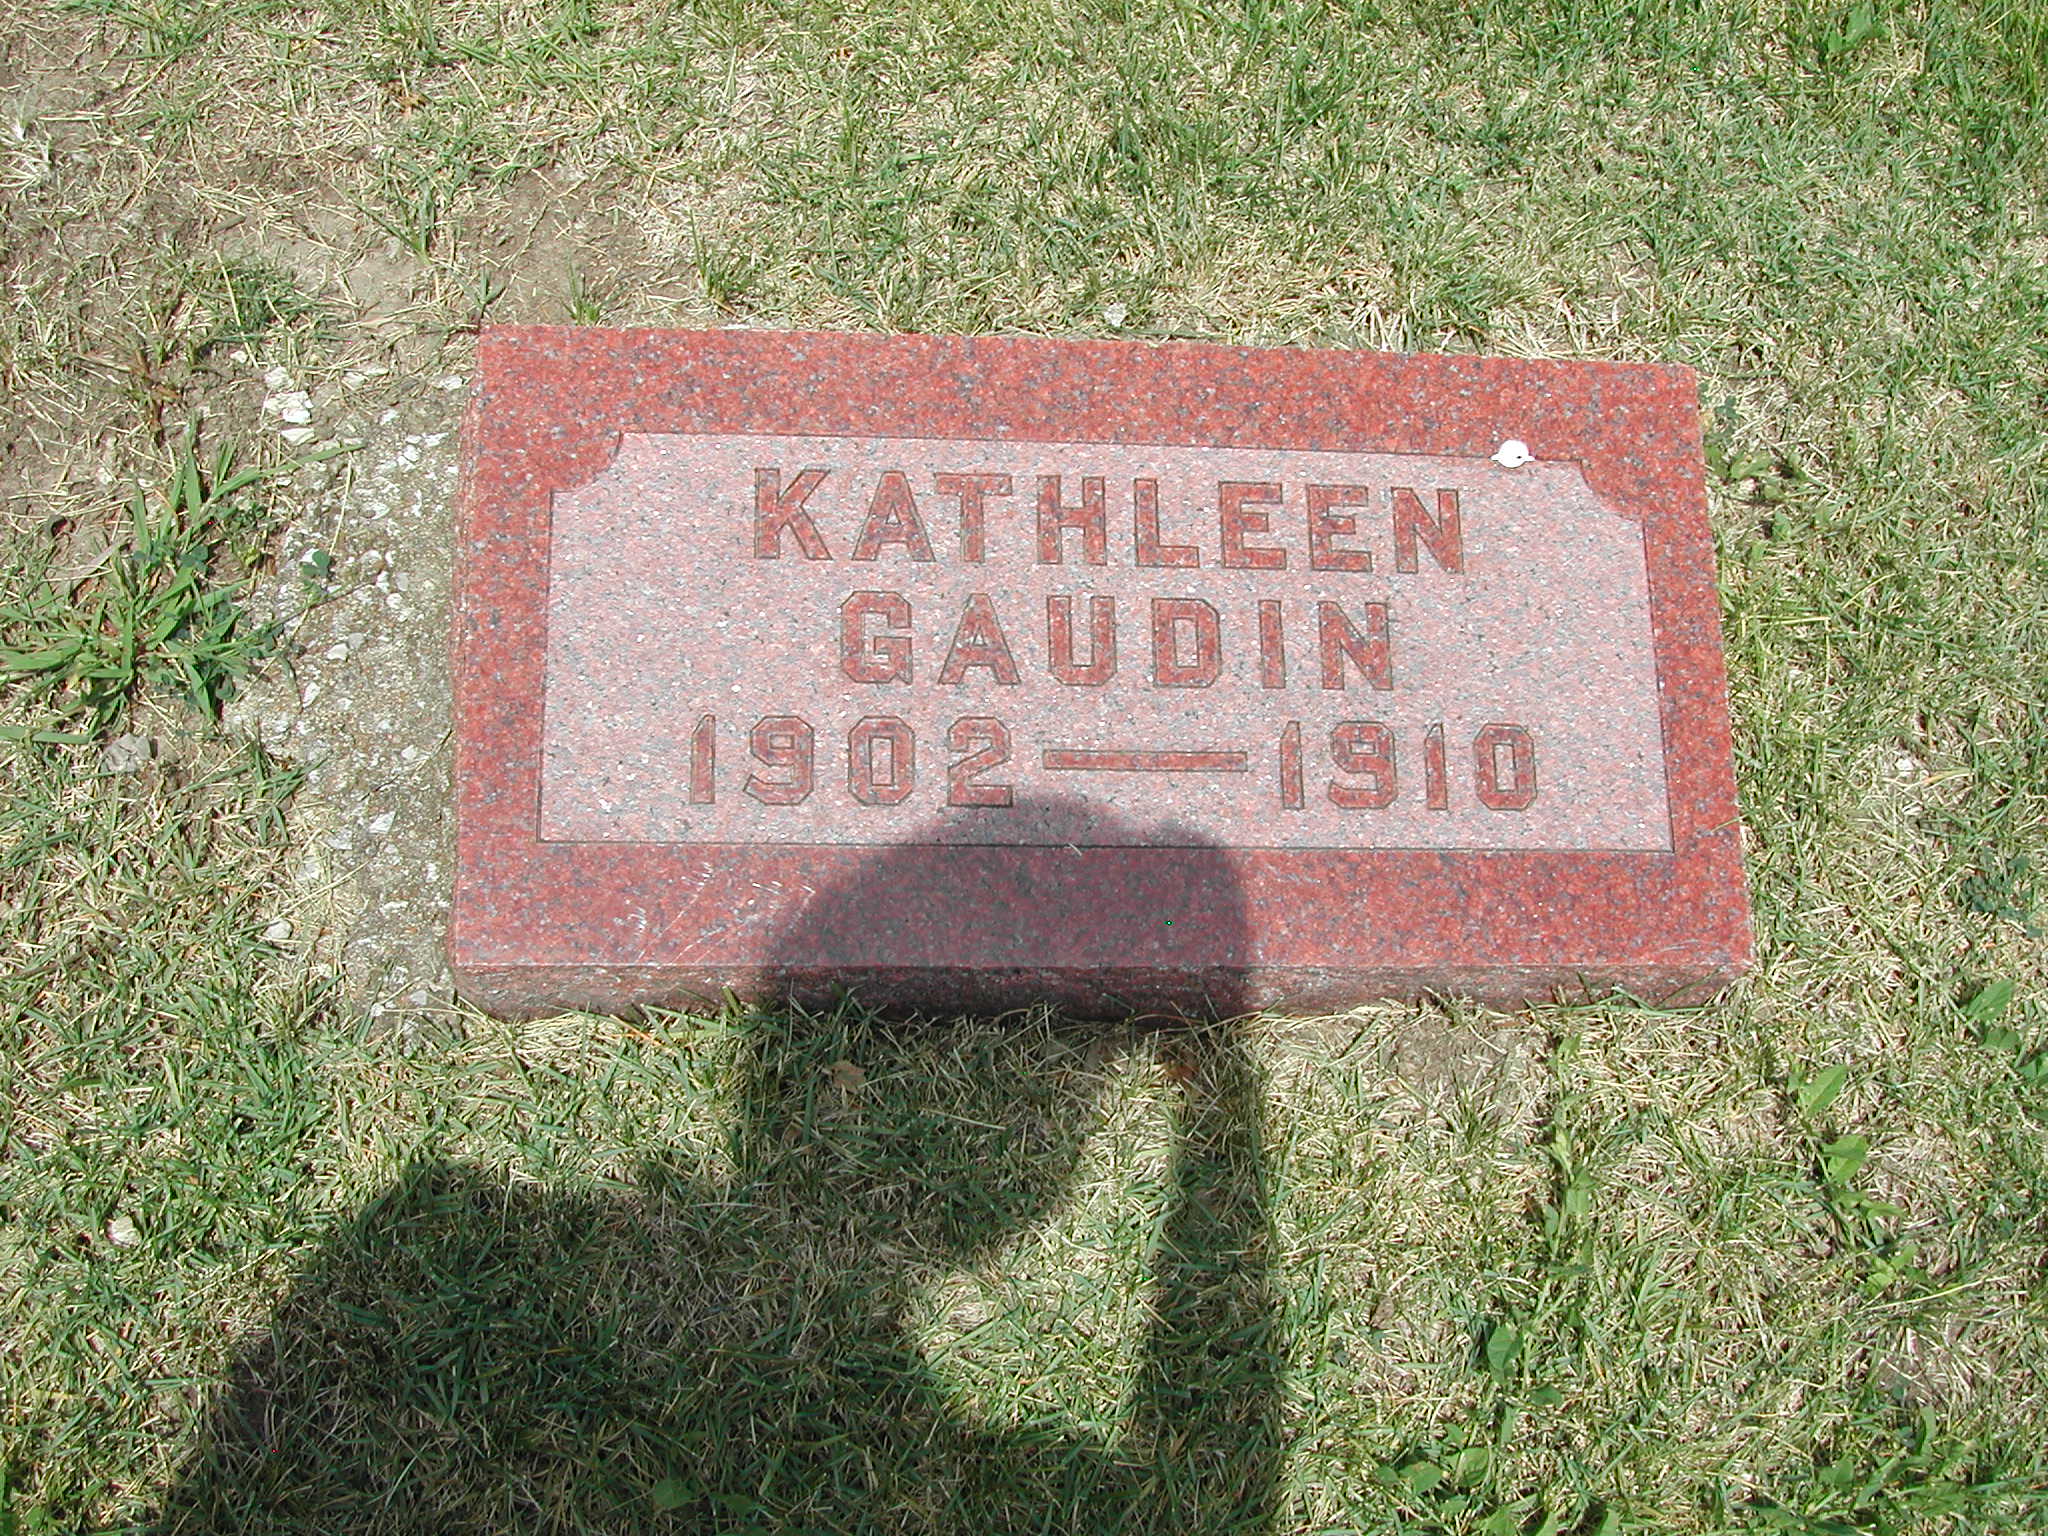 KATHLEEN
GAUDIN
1902 — 1910